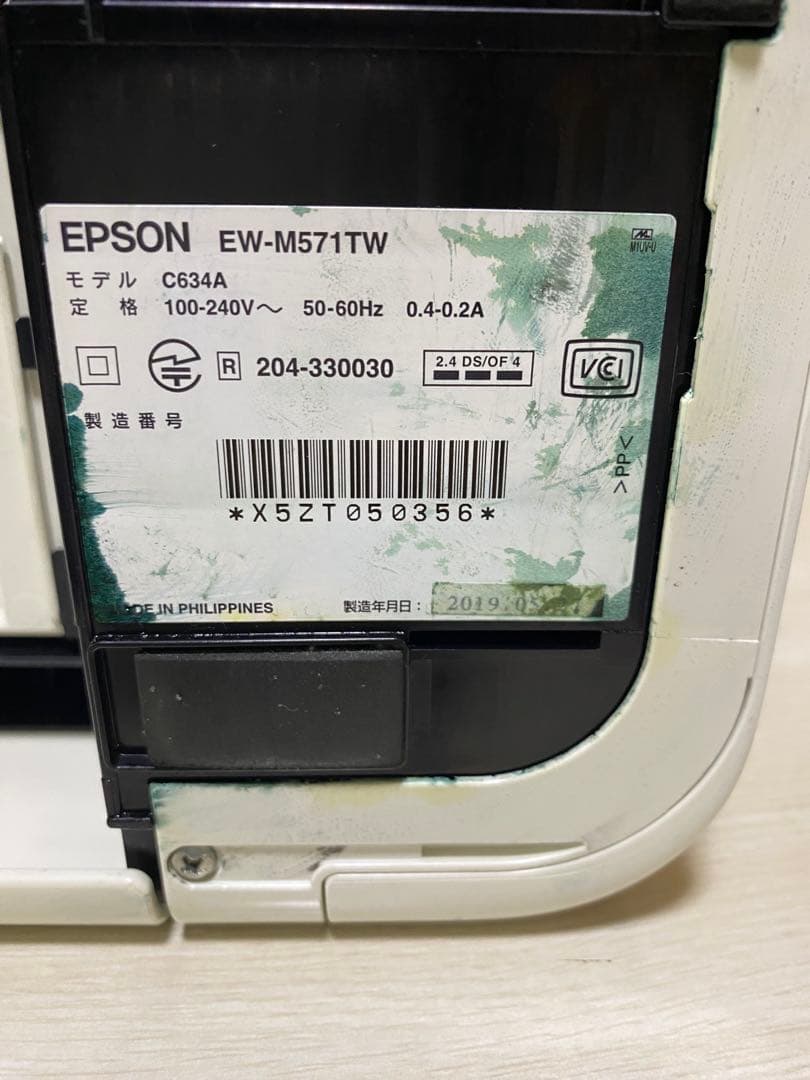 EPSON EW-M571TW
モデル C634A
定格 100-240V～ 50-60Hz 0.4-0.2A
R 204-330030 2.4 DS/OF 4 VCI
製造番号
*X5ZT050356*
>PP<
MADE IN PHILIPPINES 製造年月日： 2019.05